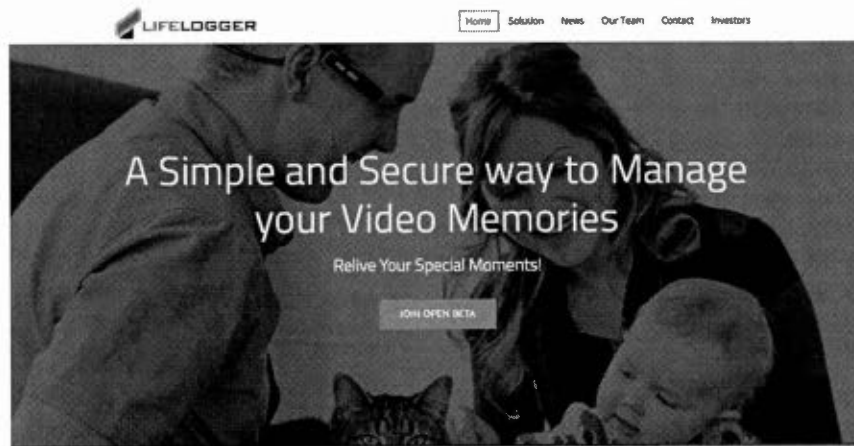 LIFELOGGER
Home Solution News Our Team Contact Investors
A Simple and Secure way to Manage
your Video Memories
Relive Your Special Moments!
JOIN OPEN BETA